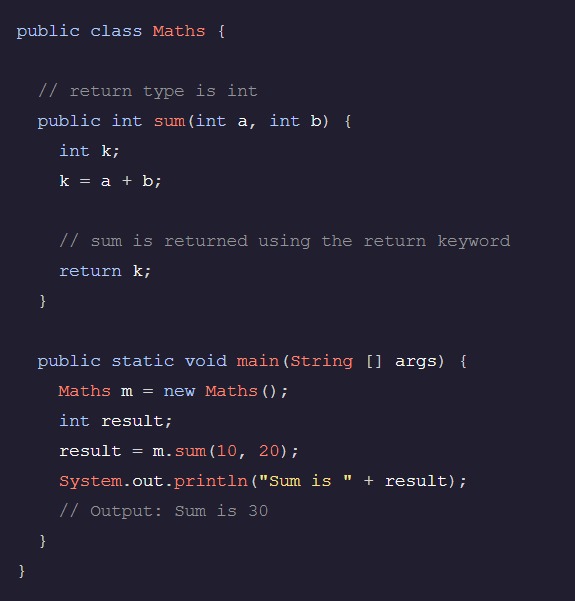 public class Maths {
// return type is int
public int sum(int a, int b) {
int k;
k = a + b;
// sum is returned using the return keyword
return k;
}
public static void main(String [] args) {
Maths m = new Maths();
int result;
result = m.sum(10, 20);
System.out.println("Sum is " + result);
// Output: Sum is 30
}
}